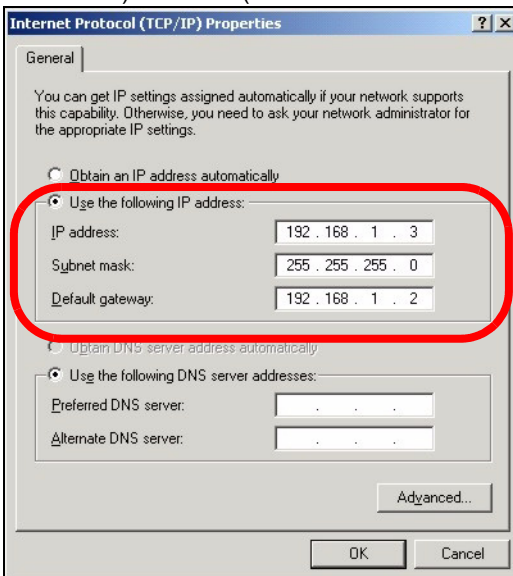 Internet Protocol (TCP/IP) Properties ? X
General
You can get IP settings assigned automatically if your network supports
this capability. Otherwise, you need to ask your network administrator for
the appropriate IP settings.
Obtain an IP address automatically
Use the following IP address:
IP address: 192 . 168 . 1 . 3
Subnet mask: 255 . 255 . 255 . 0
Default gateway: 192 . 168 . 1 . 2
Obtain DNS server address automatically
Use the following DNS server addresses:
Preferred DNS server: . . .
Alternate DNS server: . . .
Advanced...
OK Cancel